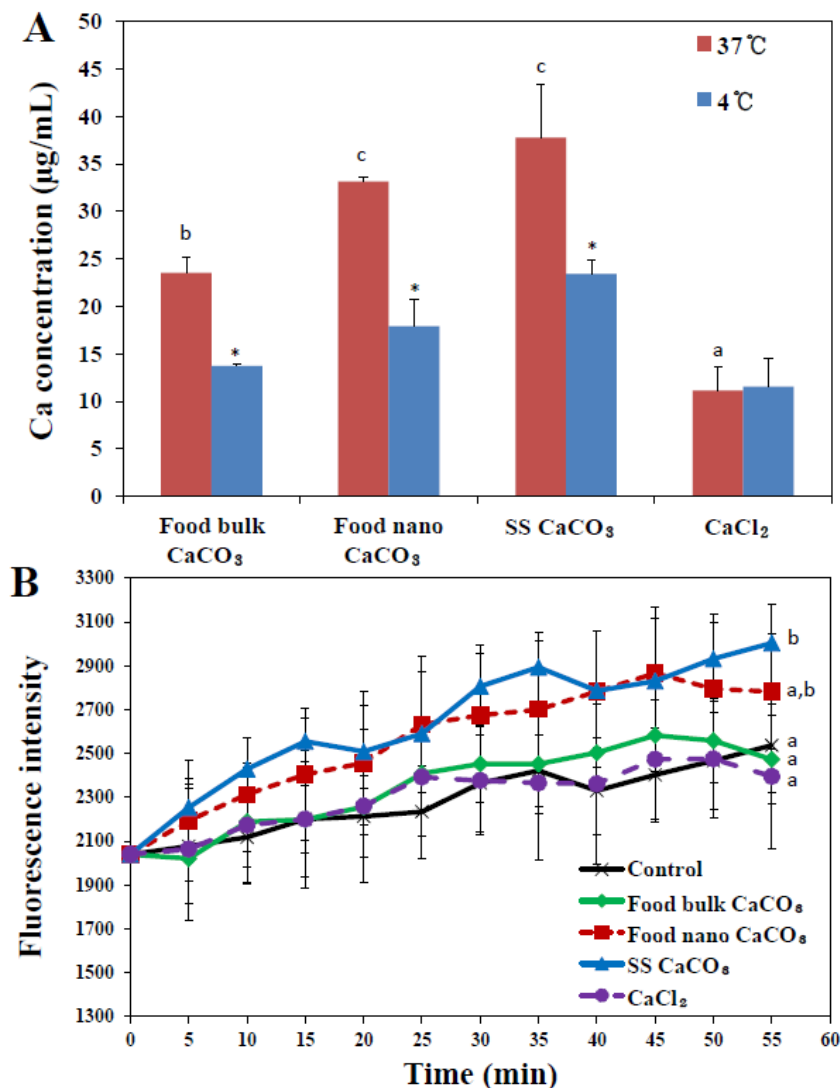 A
37℃
4℃
Ca concentration (µg/mL)
50
45
40
35
30
25
20
15
10
5
0
b
*
c
*
c
*
a
Food bulk CaCO₃
Food nano CaCO₃
SS CaCO₃
CaCl₂
B
Fluorescence intensity
3300
3100
2900
2700
2500
2300
2100
1900
1700
1500
1300
b
a,b
a
a
a
Control
Food bulk CaCO₃
Food nano CaCO₃
SS CaCO₃
CaCl₂
0 5 10 15 20 25 30 35 40 45 50 55 60
Time (min)